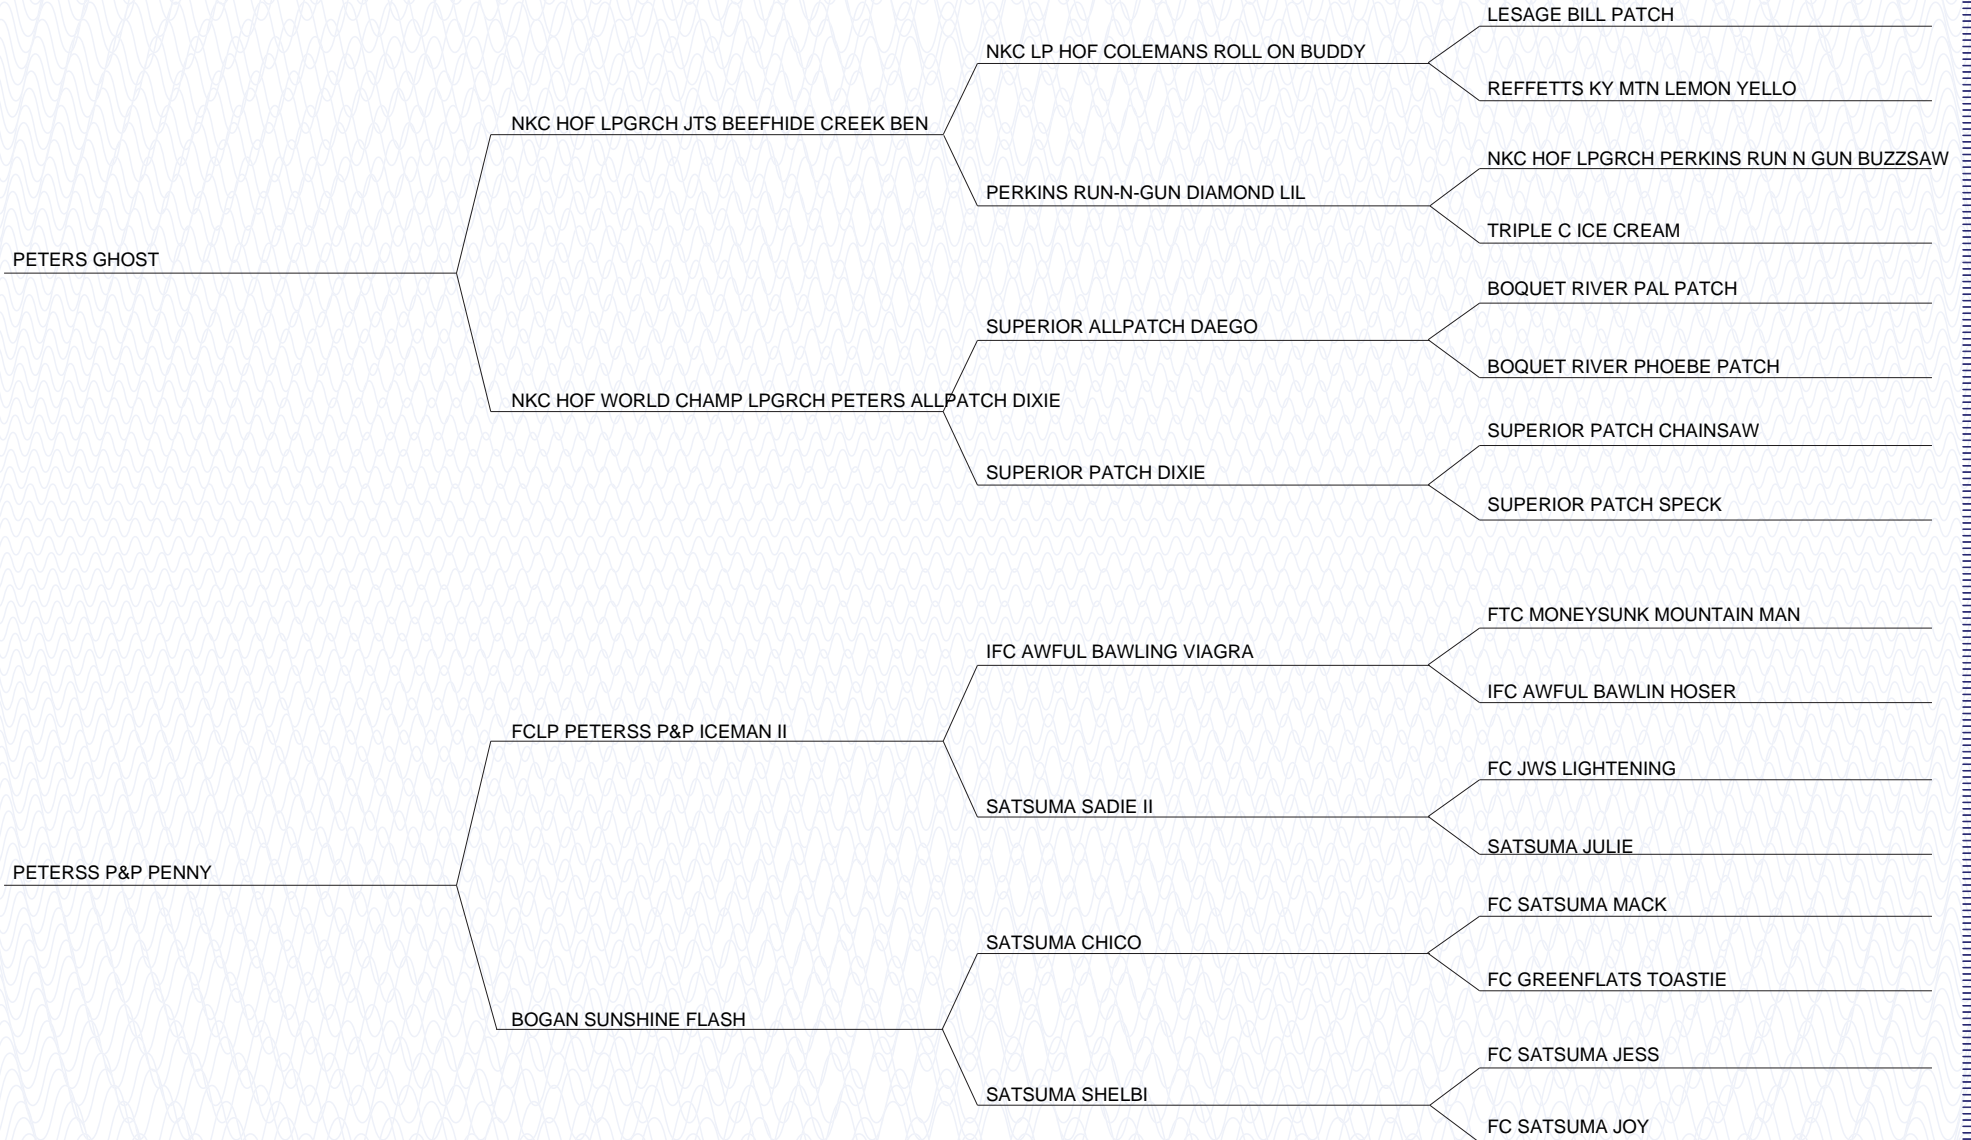 LESAGE BILL PATCH
NKC LP HOF COLEMANS ROLL ON BUDDY
REFFETTS KY MTN LEMON YELLO
NKC HOF LPGRCH JTS BEEFHIDE CREEK BEN
NKC HOF LPGRCH PERKINS RUN N GUN BUZZSAW
PERKINS RUN-N-GUN DIAMOND LIL
TRIPLE C ICE CREAM
PETERS GHOST
BOQUET RIVER PAL PATCH
SUPERIOR ALLPATCH DAEGO
BOQUET RIVER PHOEBE PATCH
NKC HOF WORLD CHAMP LPGRCH PETERS ALLPATCH DIXIE
SUPERIOR PATCH CHAINSAW
SUPERIOR PATCH DIXIE
SUPERIOR PATCH SPECK
FTC MONEYSUNK MOUNTAIN MAN
IFC AWFUL BAWLING VIAGRA
IFC AWFUL BAWLIN HOSER
FCLP PETERSS P&P ICEMAN II
FC JWS LIGHTENING
SATSUMA SADIE II
SATSUMA JULIE
PETERSS P&P PENNY
FC SATSUMA MACK
SATSUMA CHICO
FC GREENFLATS TOASTIE
BOGAN SUNSHINE FLASH
FC SATSUMA JESS
SATSUMA SHELBI
FC SATSUMA JOY